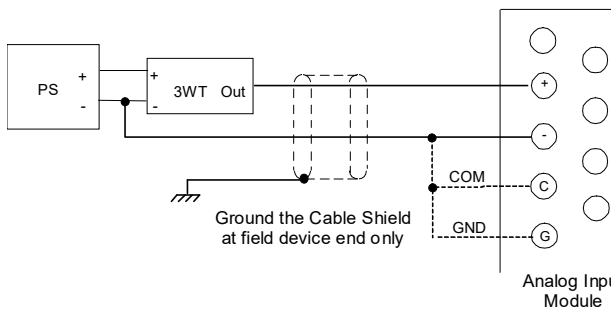 PS
+
-
+
-
3WT Out
+
-
COM
C
GND
G
Ground the Cable Shield
at field device end only
Analog Inpu
Module